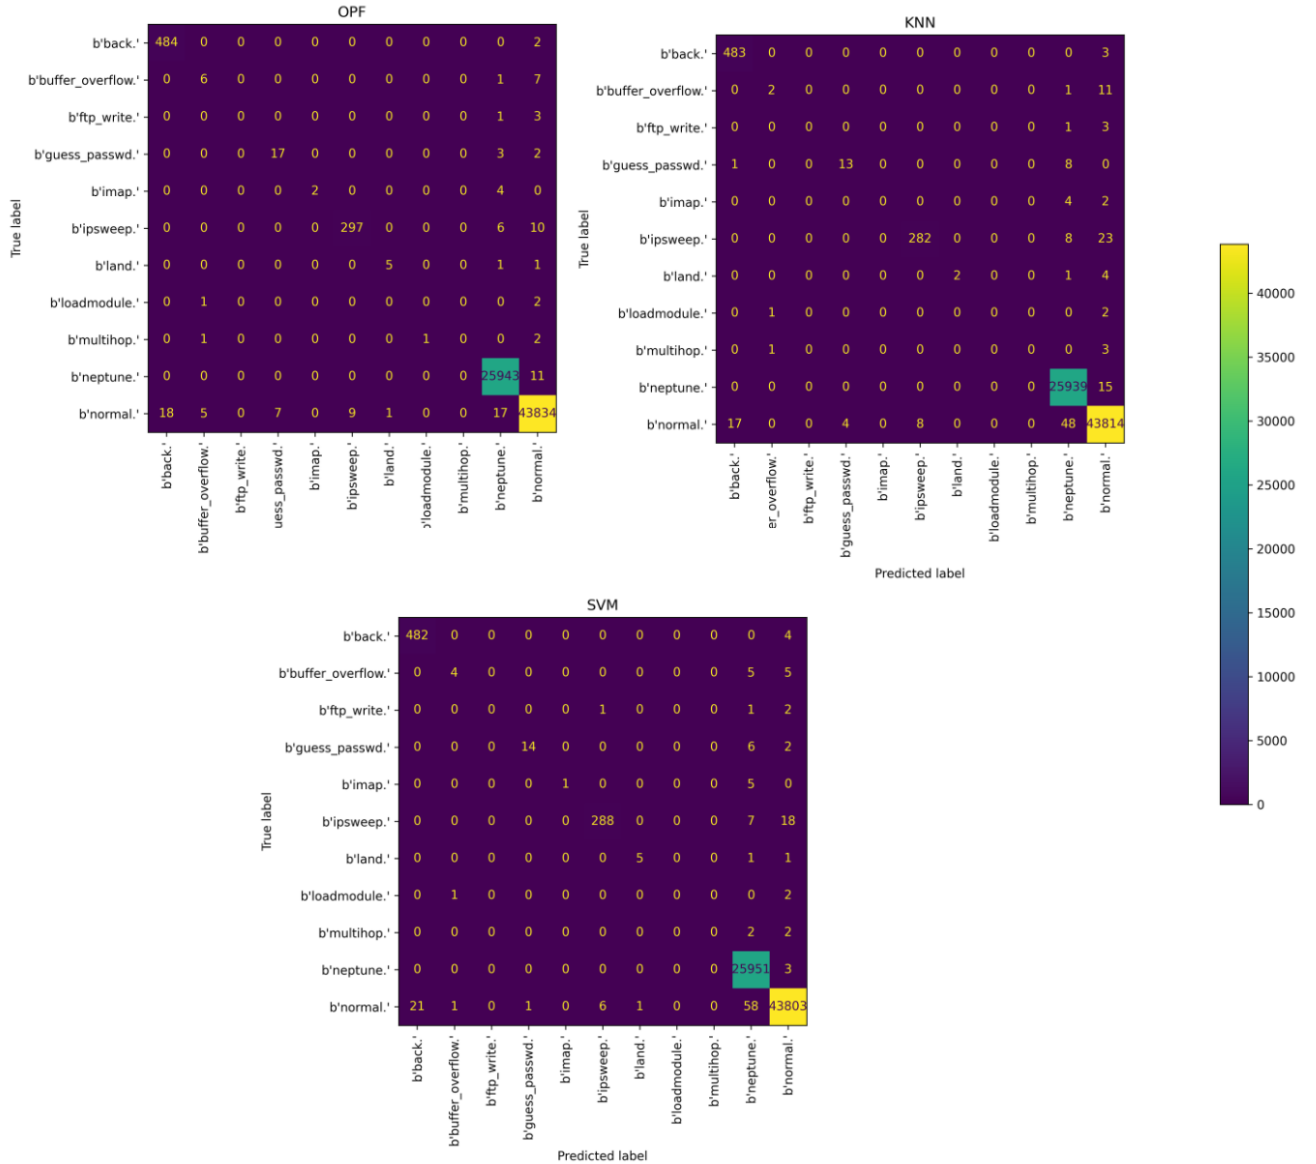 OPF
True label
b'back.' 484 0 0 0 0 0 0 0 0 0 2
b'buffer_overflow.' 0 6 0 0 0 0 0 0 0 1 7
b'ftp_write.' 0 0 0 0 0 0 0 0 0 1 3
b'guess_passwd.' 0 0 0 17 0 0 0 0 0 3 2
b'imap.' 0 0 0 0 2 0 0 0 0 4 0
b'ipsweep.' 0 0 0 0 0 297 0 0 0 6 10
b'land.' 0 0 0 0 0 0 5 0 0 1 1
b'loadmodule.' 0 1 0 0 0 0 0 0 0 0 2
b'multihop.' 0 1 0 0 0 0 0 1 0 0 2
b'neptune.' 0 0 0 0 0 0 0 0 0 25943 11
b'normal.' 18 5 0 7 0 9 1 0 0 17 43834
b'back.'
b'buffer_overflow.'
b'ftp_write.'
uess_passwd.'
b'imap.'
b'ipsweep.'
b'land.'
'loadmodule.'
b'multihop.'
b'neptune.'
b'normal.'
KNN
True label
b'back.' 483 0 0 0 0 0 0 0 0 0 3
b'buffer_overflow.' 0 2 0 0 0 0 0 0 0 1 11
b'ftp_write.' 0 0 0 0 0 0 0 0 0 1 3
b'guess_passwd.' 1 0 0 13 0 0 0 0 0 8 0
b'imap.' 0 0 0 0 0 0 0 0 0 4 2
b'ipsweep.' 0 0 0 0 0 282 0 0 0 8 23
b'land.' 0 0 0 0 0 0 2 0 0 1 4
b'loadmodule.' 0 1 0 0 0 0 0 0 0 0 2
b'multihop.' 0 1 0 0 0 0 0 0 0 0 3
b'neptune.' 0 0 0 0 0 0 0 0 0 25939 15
b'normal.' 17 0 0 4 0 8 0 0 0 48 43814
b'back.'
er_overflow.'
b'ftp_write.'
b'guess_passwd.'
b'imap.'
b'ipsweep.'
b'land.'
b'loadmodule.'
b'multihop.'
b'neptune.'
b'normal.'
Predicted label
40000
35000
30000
25000
20000
15000
10000
5000
0
SVM
True label
b'back.' 482 0 0 0 0 0 0 0 0 0 4
b'buffer_overflow.' 0 4 0 0 0 0 0 0 0 5 5
b'ftp_write.' 0 0 0 0 0 1 0 0 0 1 2
b'guess_passwd.' 0 0 0 14 0 0 0 0 0 6 2
b'imap.' 0 0 0 0 1 0 0 0 0 5 0
b'ipsweep.' 0 0 0 0 0 288 0 0 0 7 18
b'land.' 0 0 0 0 0 0 5 0 0 1 1
b'loadmodule.' 0 1 0 0 0 0 0 0 0 0 2
b'multihop.' 0 0 0 0 0 0 0 0 0 2 2
b'neptune.' 0 0 0 0 0 0 0 0 0 25951 3
b'normal.' 21 1 0 1 0 6 1 0 0 58 43803
b'back.'
b'buffer_overflow.'
b'ftp_write.'
b'guess_passwd.'
b'imap.'
b'ipsweep.'
b'land.'
b'loadmodule.'
b'multihop.'
b'neptune.'
b'normal.'
Predicted label